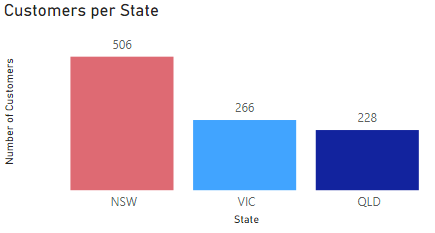 Customers per State
Number of Customers
506
266
228
NSW
VIC
QLD
State